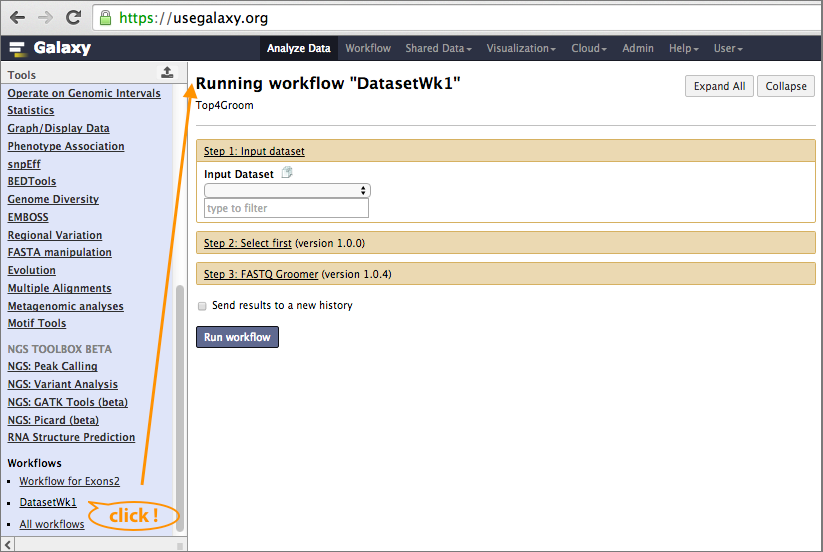 https://usegalaxy.org
Galaxy
Analyze Data Workflow Shared Data Visualization Cloud Admin Help User
Tools
Operate on Genomic Intervals
Statistics
Graph/Display Data
Phenotype Association
snpEff
BEDTools
Genome Diversity
EMBOSS
Regional Variation
FASTA manipulation
Evolution
Multiple Alignments
Metagenomic analyses
Motif Tools
NGS TOOLBOX BETA
NGS: Peak Calling
NGS: Variant Analysis
NGS: GATK Tools (beta)
NGS: Picard (beta)
RNA Structure Prediction
Workflows
Workflow for Exons2
DatasetWk1
click !
All workflows
Running workflow "DatasetWk1"
Expand All Collapse
Top4Groom
Step 1: Input dataset
Input Dataset
type to filter
Step 2: Select first (version 1.0.0)
Step 3: FASTQ Groomer (version 1.0.4)
Send results to a new history
Run workflow